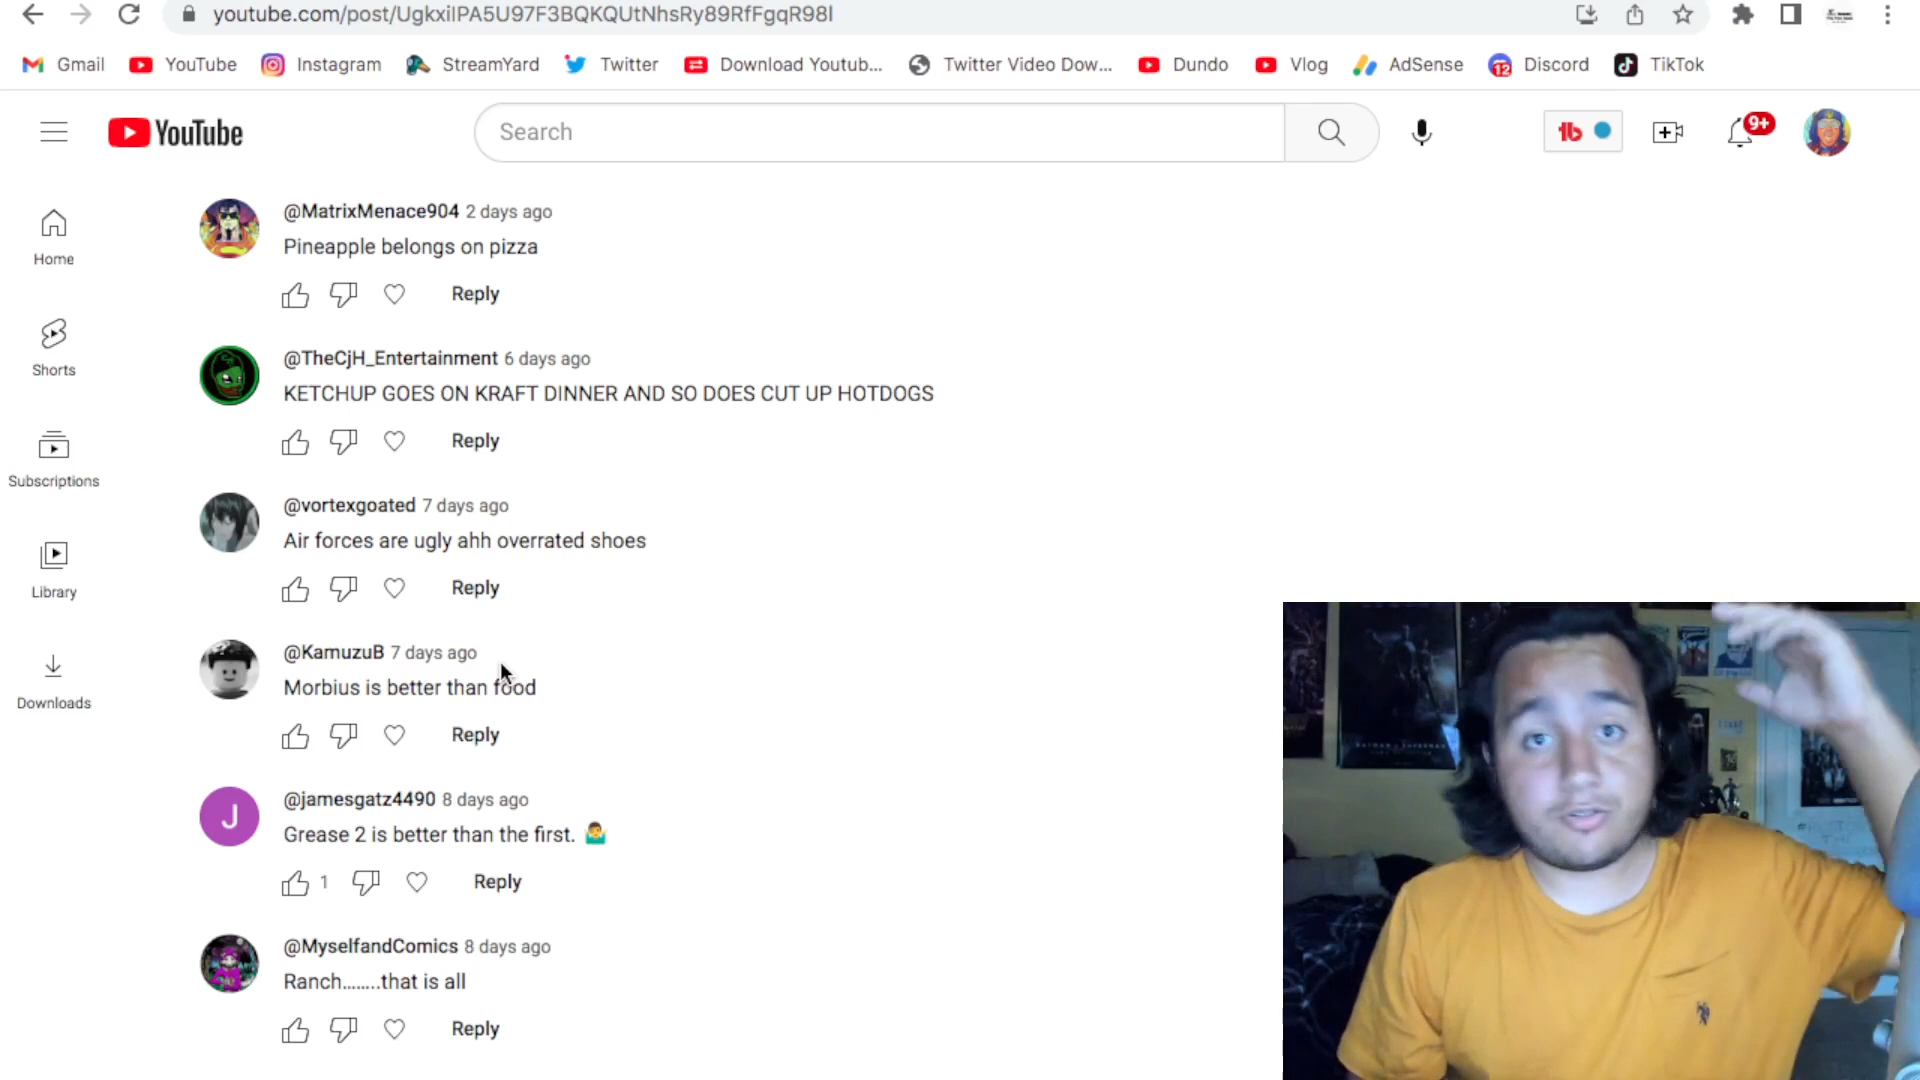 youtube.com/post/UgkxilPA5U97F3BQKQUtNhsRy89RfFgqR98I
Gmail YouTube Instagram StreamYard Twitter Download Youtub... Twitter Video Dow... Dundo Vlog AdSense 12 Discord TikTok
YouTube Search 9+
@MatrixMenace904 2 days ago
Pineapple belongs on pizza
Reply
Home
@TheCjH_Entertainment 6 days ago
KETCHUP GOES ON KRAFT DINNER AND SO DOES CUT UP HOTDOGS
Reply
Shorts
@vortexgoated 7 days ago
Air forces are ugly ahh overrated shoes
Reply
Subscriptions
@KamuzuB 7 days ago
Morbius is better than food
Reply
Library
J
@jamesgatz4490 8 days ago
Grease 2 is better than the first. 🤷‍♂️
1 Reply
Downloads
@MyselfandComics 8 days ago
Ranch........that is all
Reply